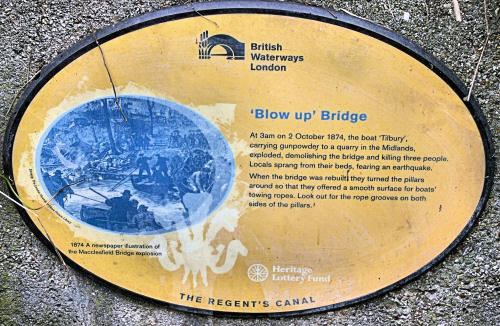 British
Waterways
London
'Blow up' Bridge
At 3am on 2 October 1874, the boat 'Tilbury',
carrying gunpowder to a quarry in the Midlands,
exploded, demolishing the bridge and killing three people.
Locals sprang from their beds, fearing an earthquake.
When the bridge was rebuilt they turned the pillars
around so that they offered a smooth surface for boats'
towing ropes. Look out for the rope grooves on both
sides of the pillars.
1874 A newspaper illustration of
the Macclesfield Bridge explosion
Heritage
Lottery Fund
THE REGENT'S CANAL